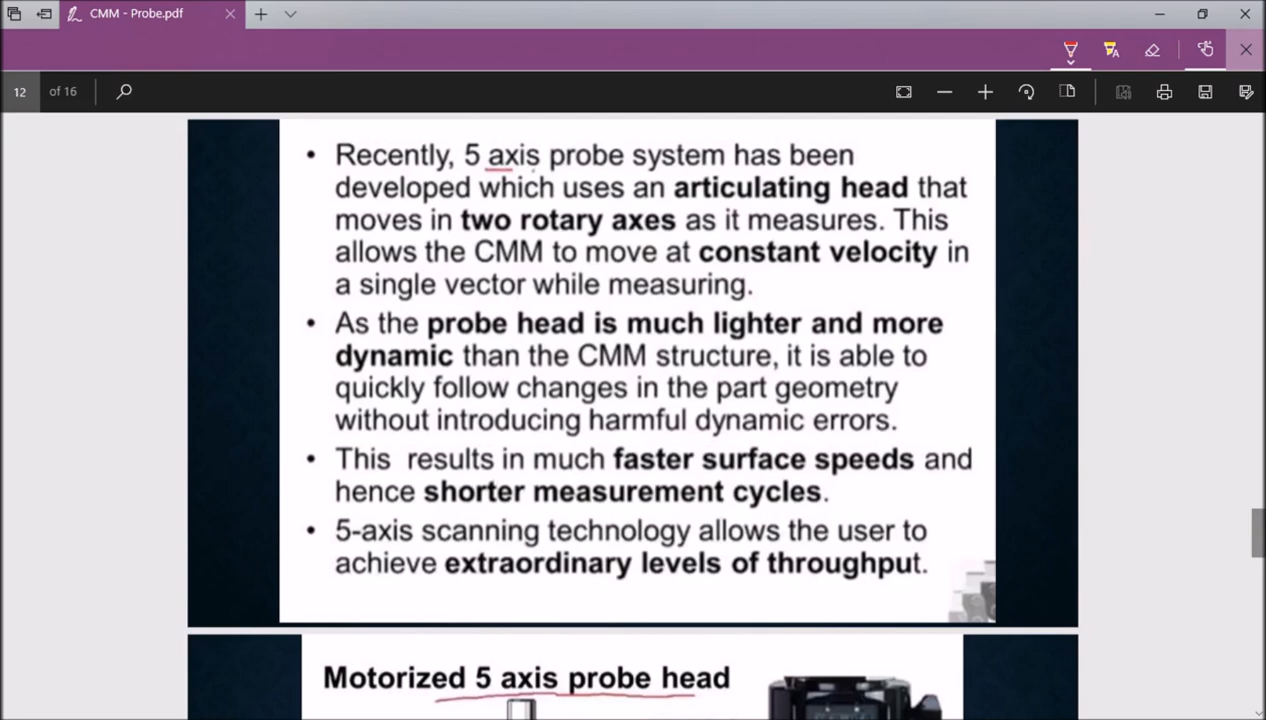 CMM - Probe.pdf
12 of 16
• Recently, 5 axis probe system has been
developed which uses an articulating head that
moves in two rotary axes as it measures. This
allows the CMM to move at constant velocity in
a single vector while measuring.
• As the probe head is much lighter and more
dynamic than the CMM structure, it is able to
quickly follow changes in the part geometry
without introducing harmful dynamic errors.
• This results in much faster surface speeds and
hence shorter measurement cycles.
• 5-axis scanning technology allows the user to
achieve extraordinary levels of throughput.
Motorized 5 axis probe head